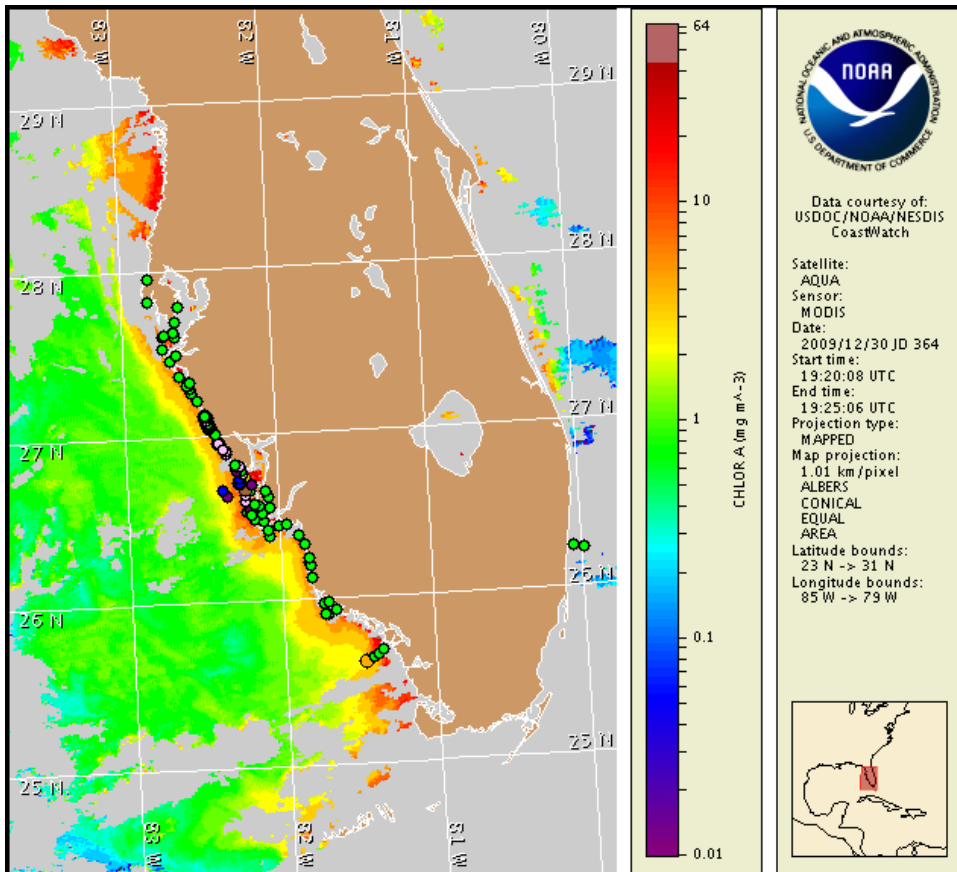 83 W
82 W
81 W
80 W
29 N
29 N
28 N
28 N
27 N
27 N
26 N
26 N
25 N
25 N
83 W
82 W
81 W
64
10
1
0.1
0.01
CHLOR A (mg m^-3)
NATIONAL OCEANIC AND ATMOSPHERIC ADMINISTRATION
NOAA
U.S. DEPARTMENT OF COMMERCE
Data courtesy of:
USDOC/NOAA/NESDIS
CoastWatch
Satellite:
AQUA
Sensor:
MODIS
Date:
2009/12/30 JD 364
Start time:
19:20:08 UTC
End time:
19:25:06 UTC
Projection type:
MAPPED
Map projection:
1.01 km/pixel
ALBERS
CONICAL
EQUAL
AREA
Latitude bounds:
23 N -> 31 N
Longitude bounds:
85 W -> 79 W